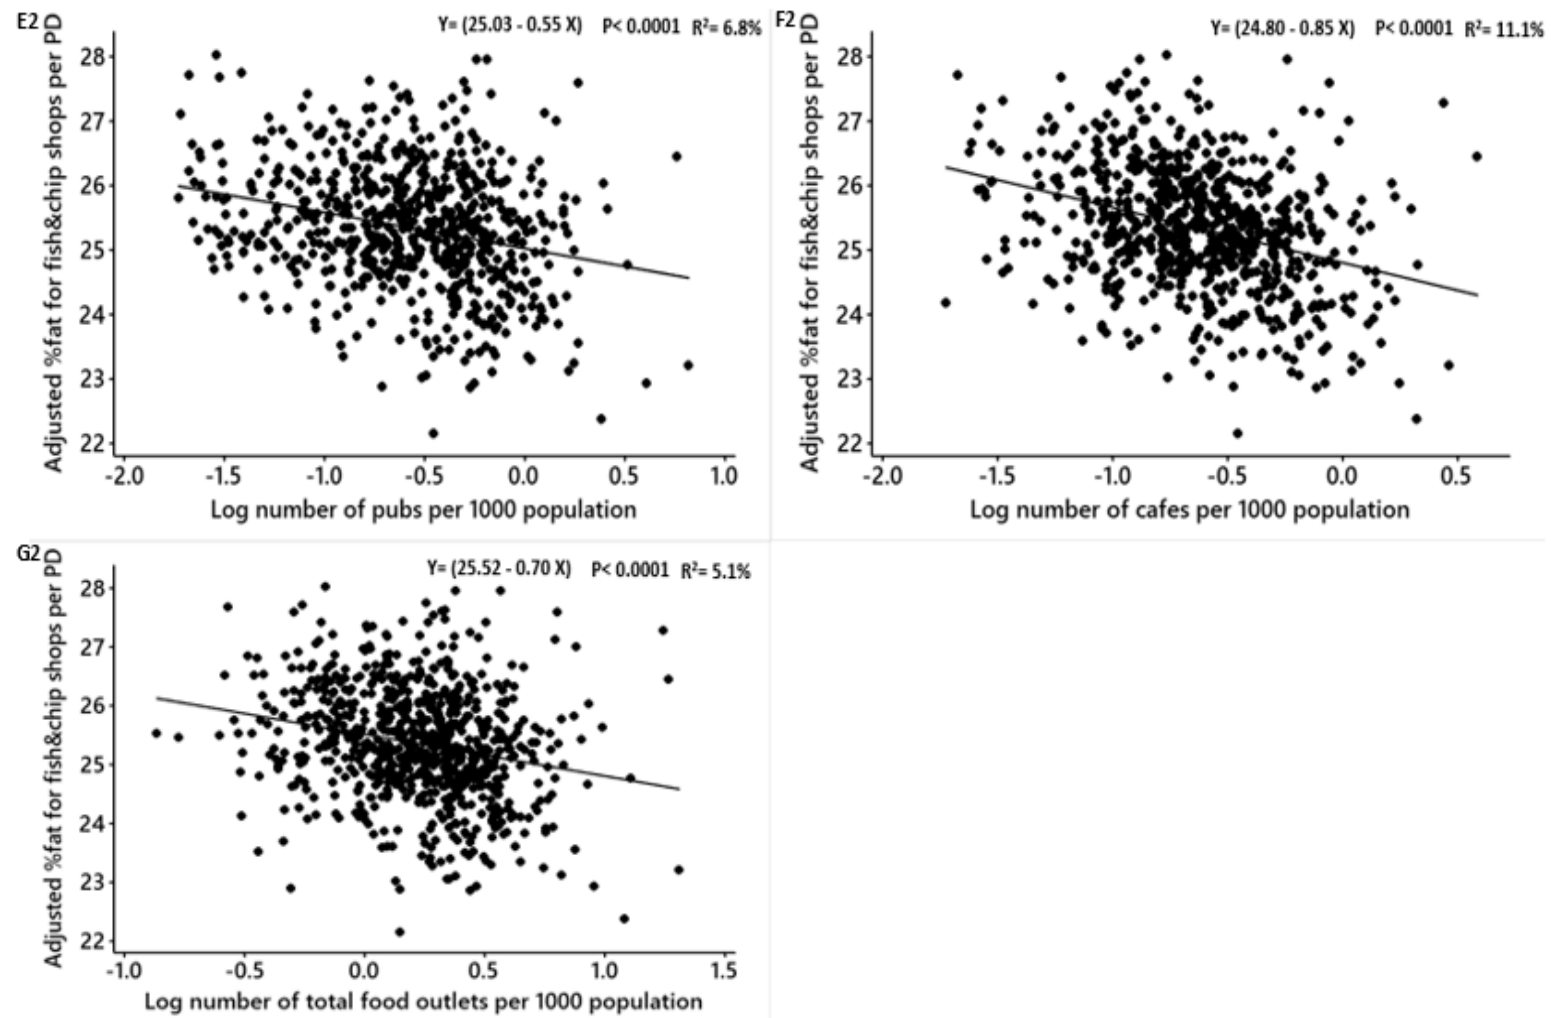 E2
Y= (25.03 - 0.55 X) P< 0.0001 R²= 6.8%
Adjusted %fat for fish&chip shops per PD
28
27
26
25
24
23
22
-2.0 -1.5 -1.0 -0.5 0.0 0.5 1.0
Log number of pubs per 1000 population
F2
Y= (24.80 - 0.85 X) P< 0.0001 R²= 11.1%
Adjusted %fat for fish&chip shops per PD
28
27
26
25
24
23
22
-2.0 -1.5 -1.0 -0.5 0.0 0.5
Log number of cafes per 1000 population
G2
Y= (25.52 - 0.70 X) P< 0.0001 R²= 5.1%
Adjusted %fat for fish&chip shops per PD
28
27
26
25
24
23
22
-1.0 -0.5 0.0 0.5 1.0 1.5
Log number of total food outlets per 1000 population